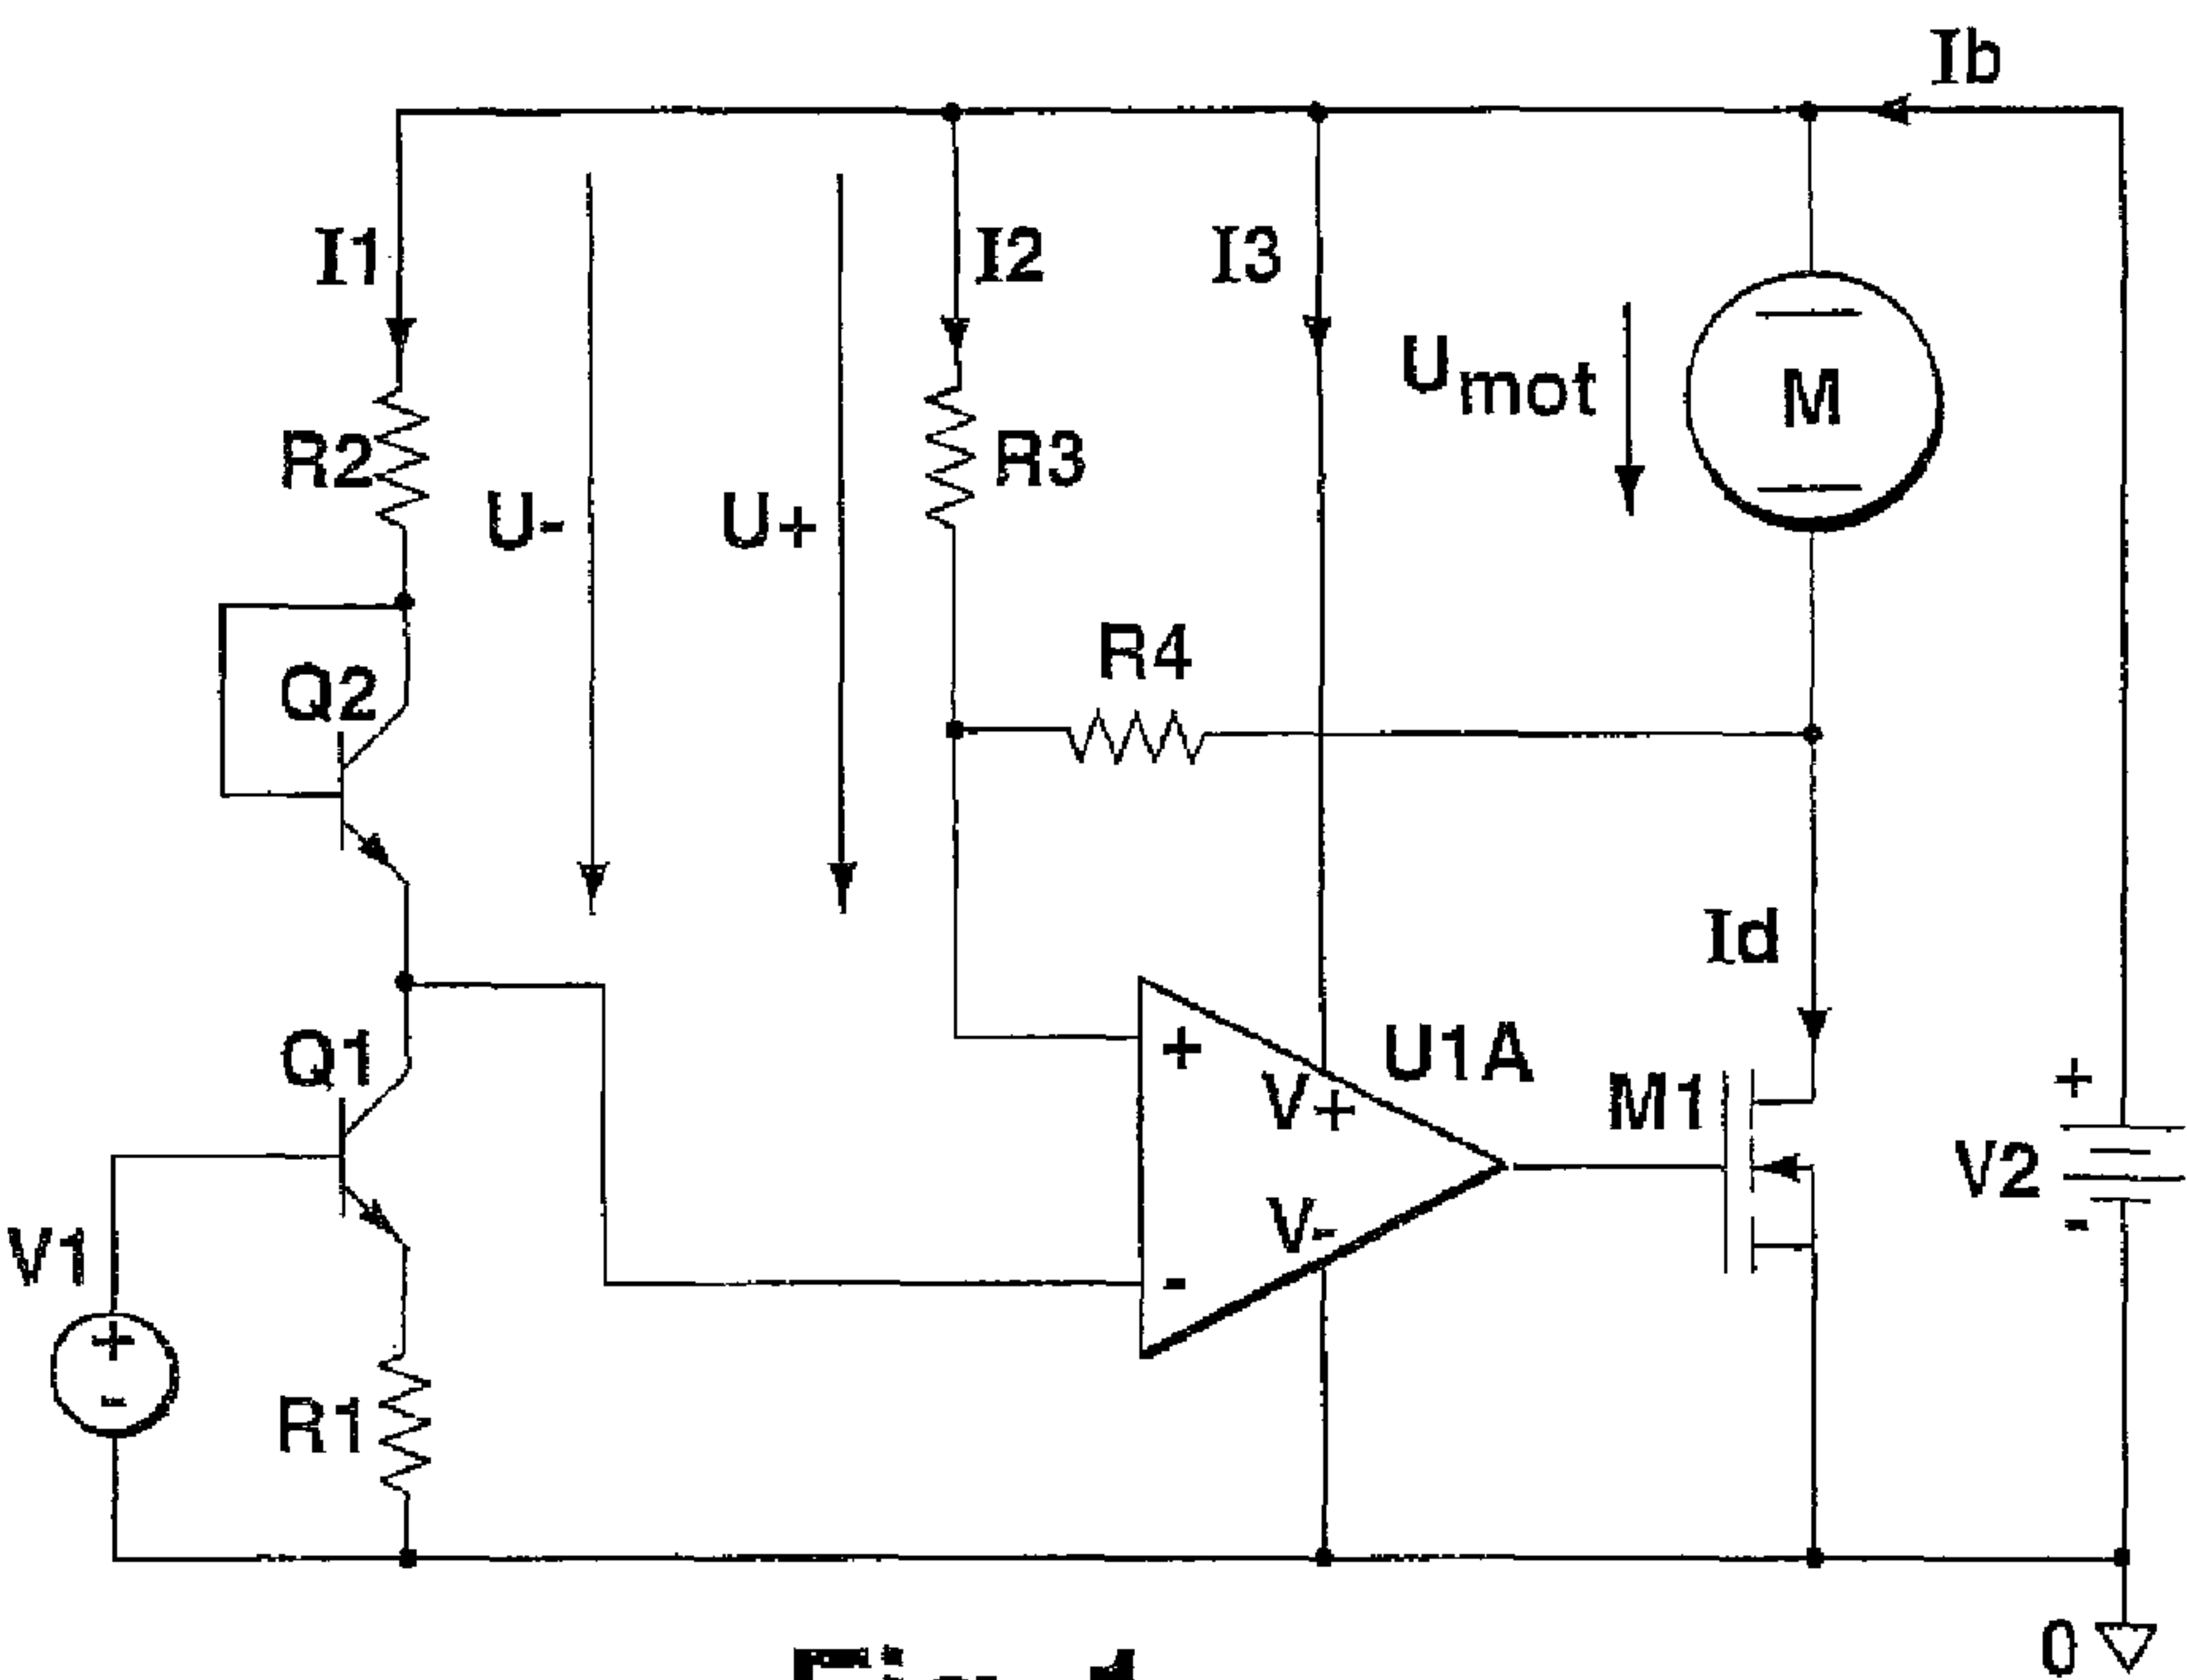 Ib
I1
I2
I3
Umot
M
R2
U-
U+
R3
R4
Q2
Id
Q1
+
V+
U1A
M1
+
V2
-
V1
V-
-
+
-
R1
0